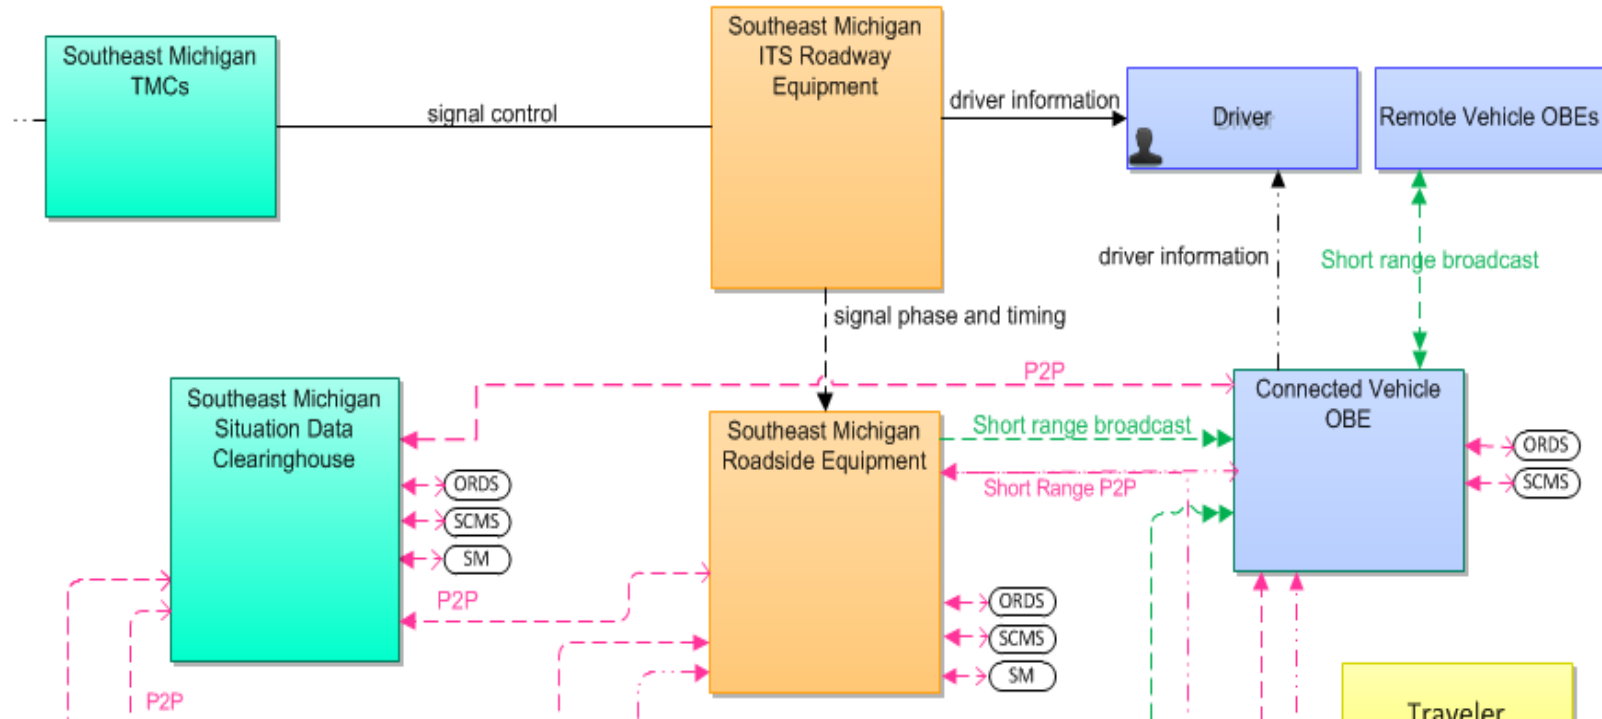 Southeast Michigan
TMCs
signal control
Southeast Michigan
ITS Roadway
Equipment
driver information
Driver
Remote Vehicle OBEs
driver information
Short range broadcast
signal phase and timing
P2P
Southeast Michigan
Situation Data
Clearinghouse
ORDS
SCMS
SM
P2P
P2P
Southeast Michigan
Roadside Equipment
Short range broadcast
Short Range P2P
ORDS
SCMS
SM
Connected Vehicle
OBE
ORDS
SCMS
Traveler